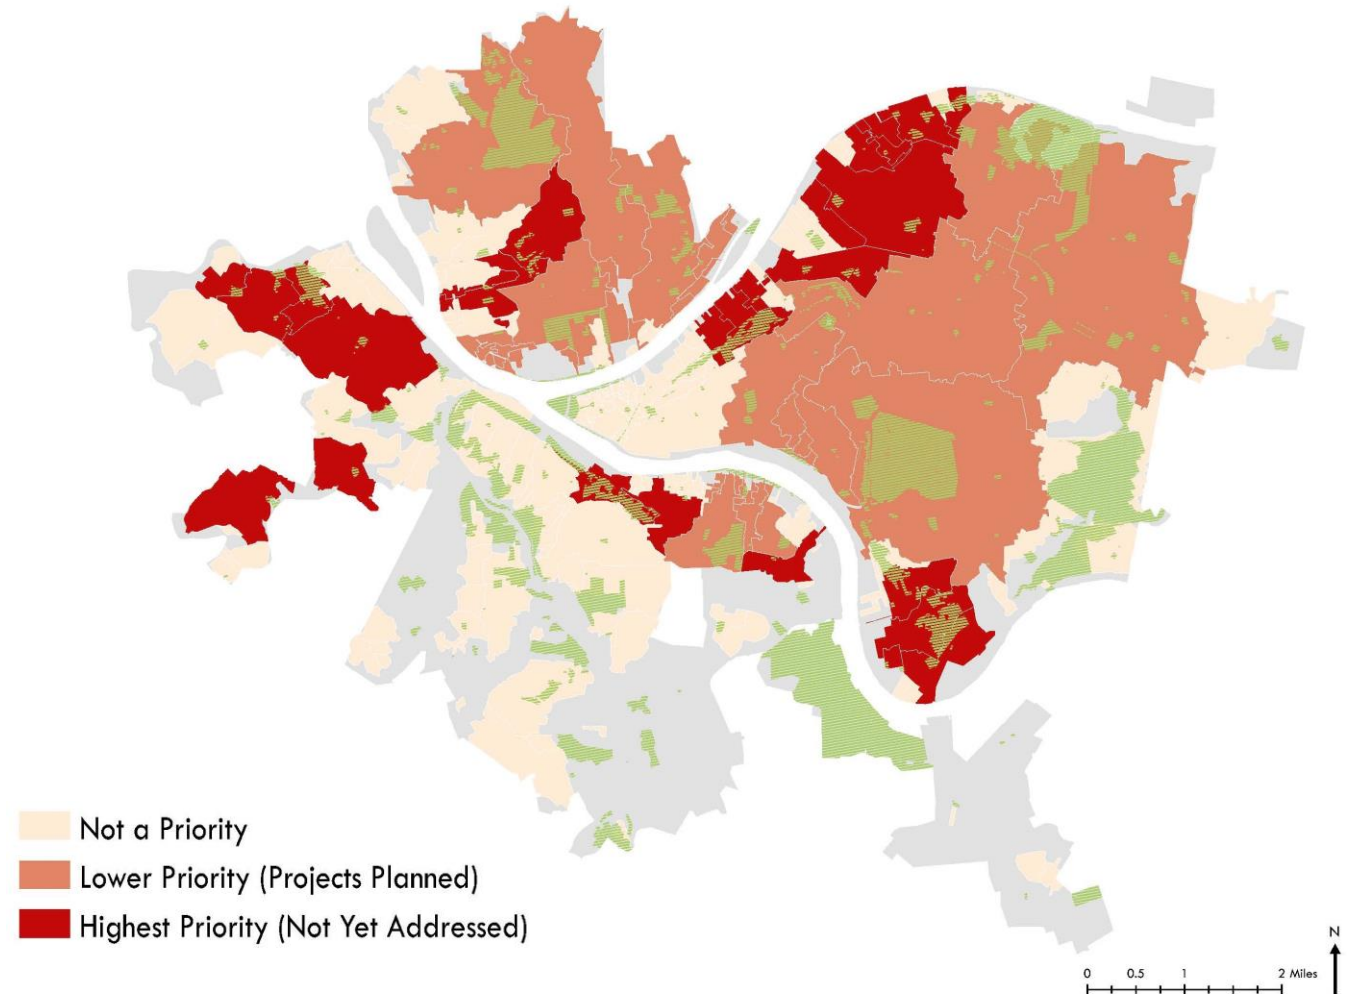 Not a Priority
Lower Priority (Projects Planned)
Highest Priority (Not Yet Addressed)
N
0 0.5 1 2 Miles